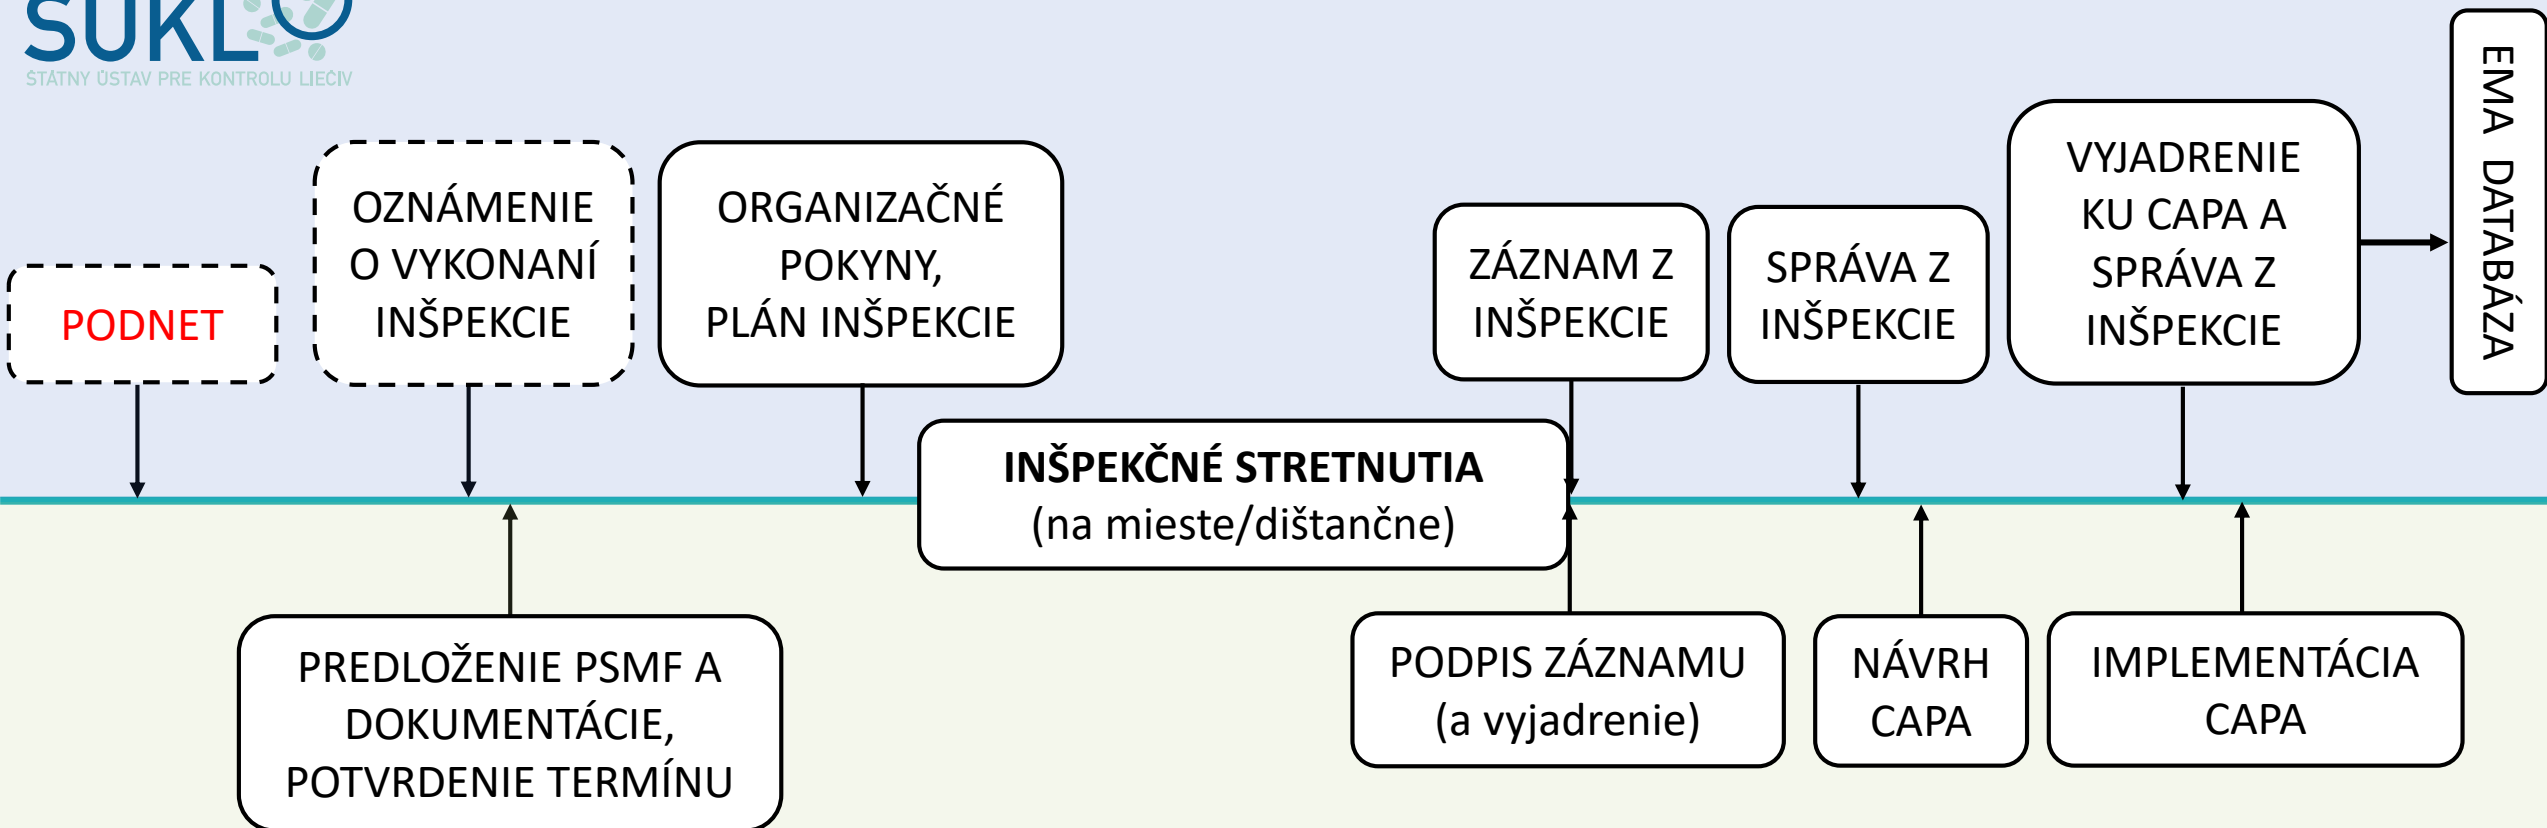 ŠÚKL
ŠTÁTNY ÚSTAV PRE KONTROLU LIEČIV
PODNET
OZNÁMENIE
O VYKONANÍ
INŠPEKCIE
ORGANIZAČNÉ
POKYNY,
PLÁN INŠPEKCIE
INŠPEKČNÉ STRETNUTIA
(na mieste/dištančne)
ZÁZNAM Z
INŠPEKCIE
SPRÁVA Z
INŠPEKCIE
VYJADRENIE
KU CAPA A
SPRÁVA Z
INŠPEKCIE
EMA DATABÁZA
PREDLOŽENIE PSMF A
DOKUMENTÁCIE,
POTVRDENIE TERMÍNU
PODPIS ZÁZNAMU
(a vyjadrenie)
NÁVRH
CAPA
IMPLEMENTÁCIA
CAPA